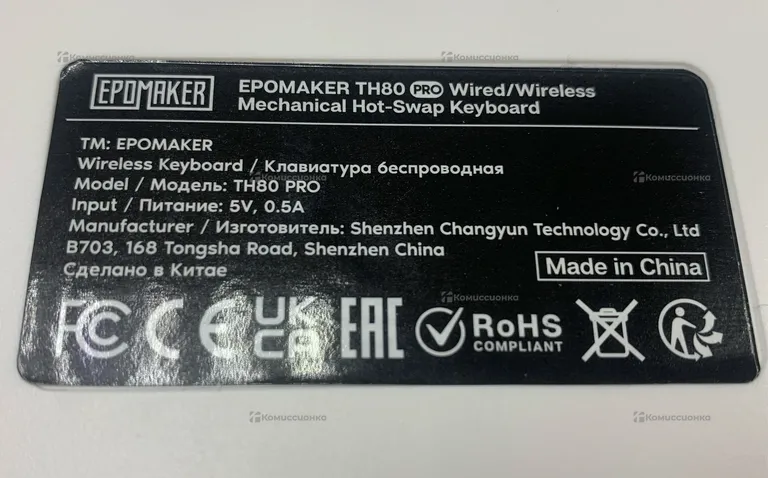 Комиссионка Комиссионка
EPOMAKER
EPOMAKER TH80 PRO Wired/Wireless
Mechanical Hot-Swap Keyboard
TM: EPOMAKER
Wireless Keyboard / Клавиатура беспроводная
Комиссионка Комиссионка
Model / Модель: TH80 PRO
Input / Питание: 5V, 0.5A
Manufacturer / Изготовитель: Shenzhen Changyun Technology Co., Ltd
B703, 168 Tongsha Road, Shenzhen China
Сделано в Китае
Made in China
Комиссионка
FC CE UK CA EAC RoHS
COMPLIANT
Комиссионка Комиссионка